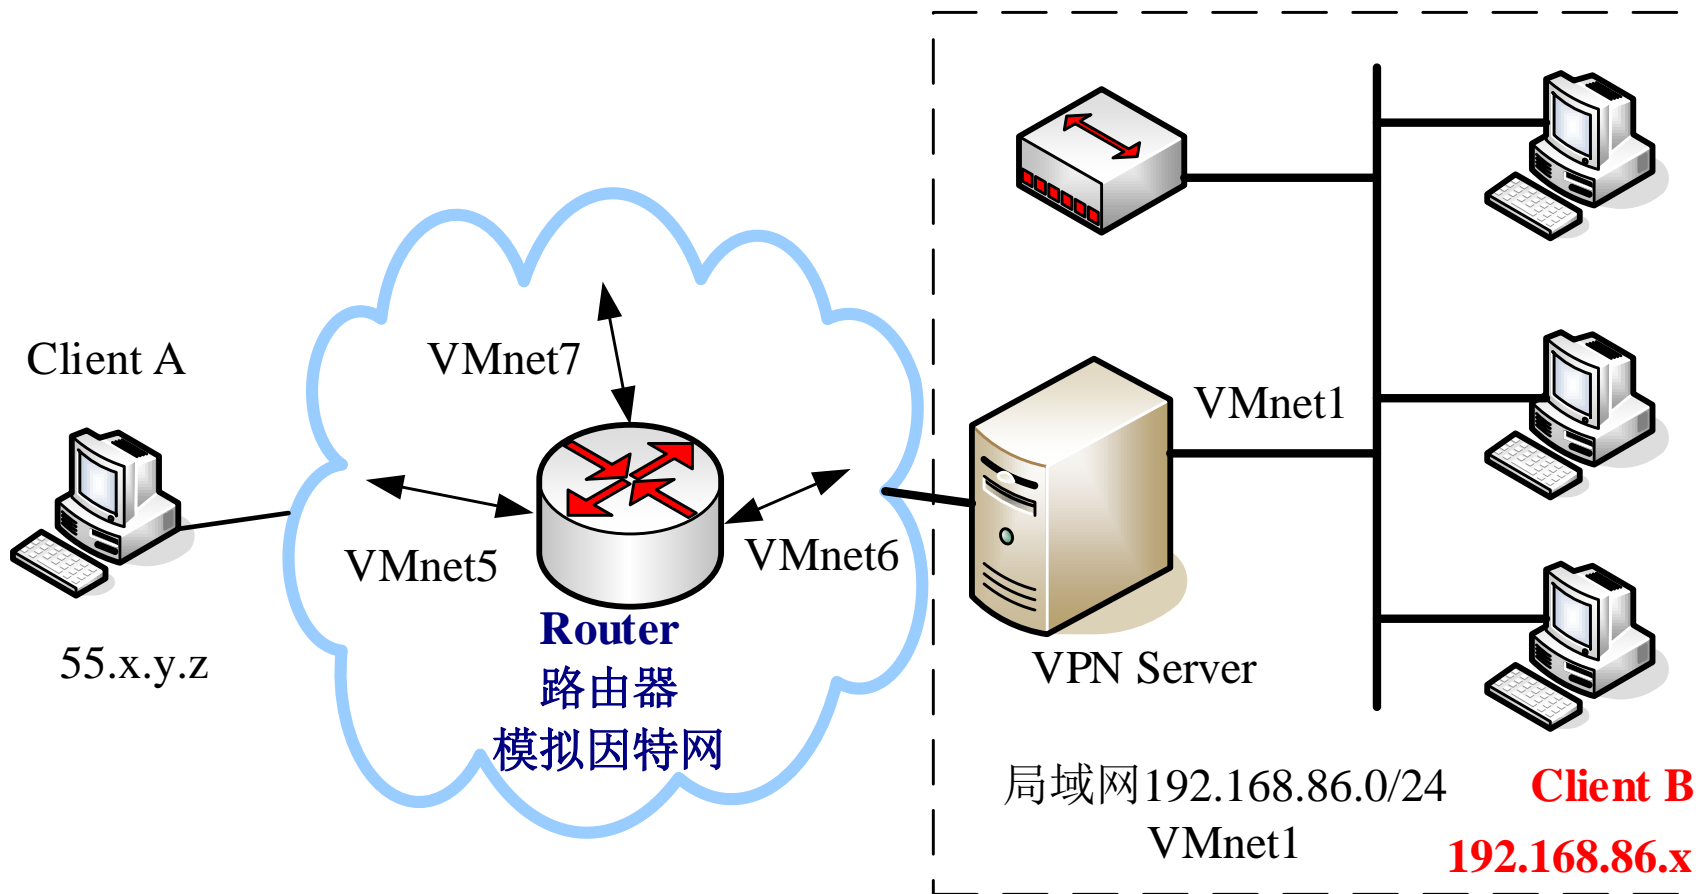 Client A
55.x.y.z
VMnet7
VMnet5
VMnet6
Router
路由器
模拟因特网
VMnet1
VPN Server
局域网192.168.86.0/24
VMnet1
Client B
192.168.86.x